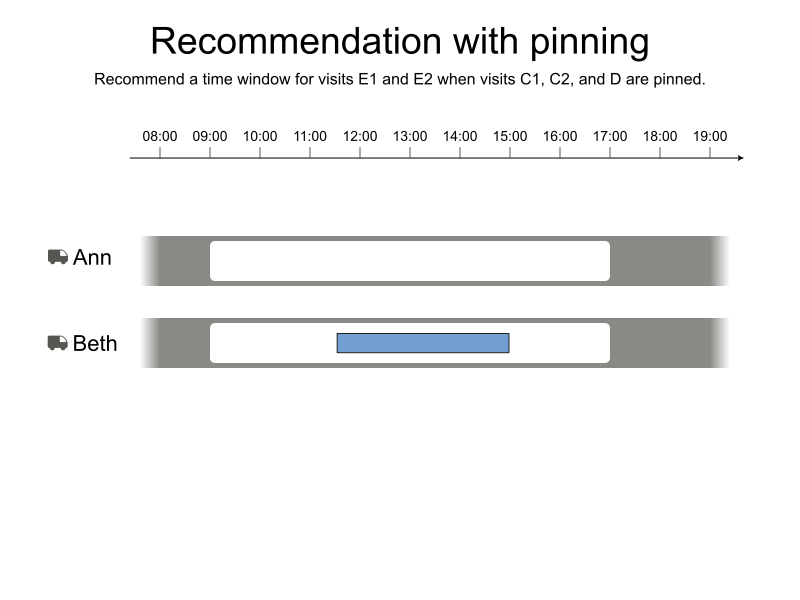 Recommendation with pinning
Recommend a time window for visits E1 and E2 when visits C1, C2, and D are pinned.
08:00 09:00 10:00 11:00 12:00 13:00 14:00 15:00 16:00 17:00 18:00 19:00
Ann
Beth